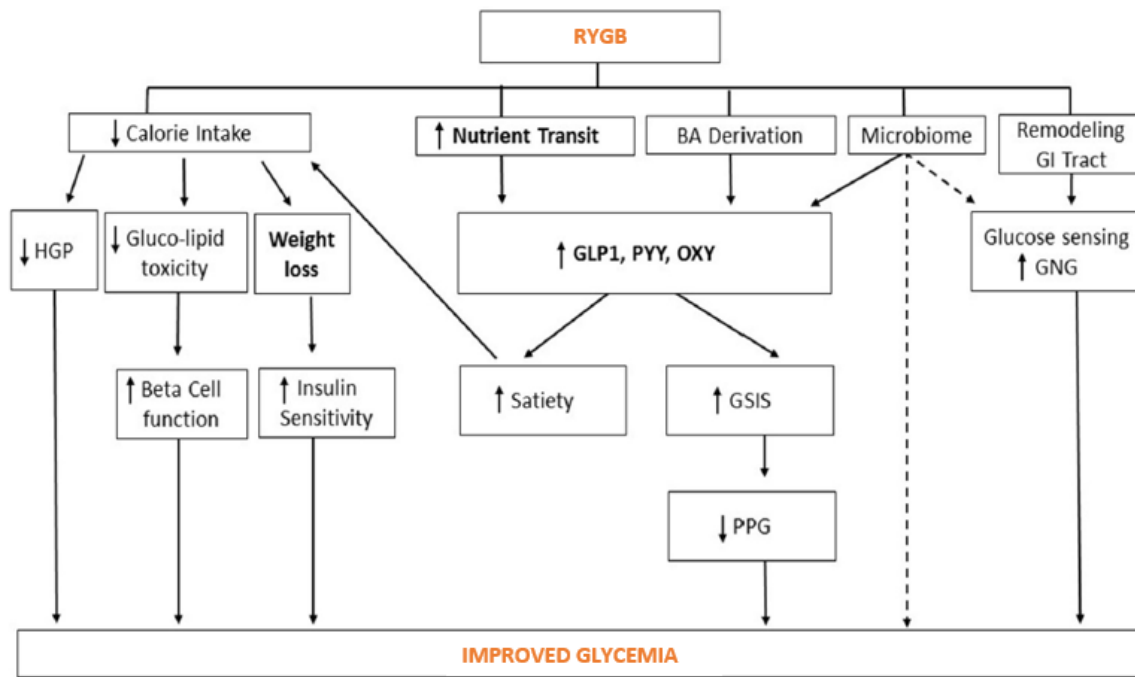 RYGB
↓ Calorie Intake
↑ Nutrient Transit
BA Derivation
Microbiome
Remodeling
GI Tract
↓ HGP
↓ Gluco-lipid
toxicity
Weight
loss
↑ GLP1, PYY, OXY
Glucose sensing
↑ GNG
↑ Beta Cell
function
↑ Insulin
Sensitivity
↑ Satiety
↑ GSIS
↓ PPG
IMPROVED GLYCEMIA